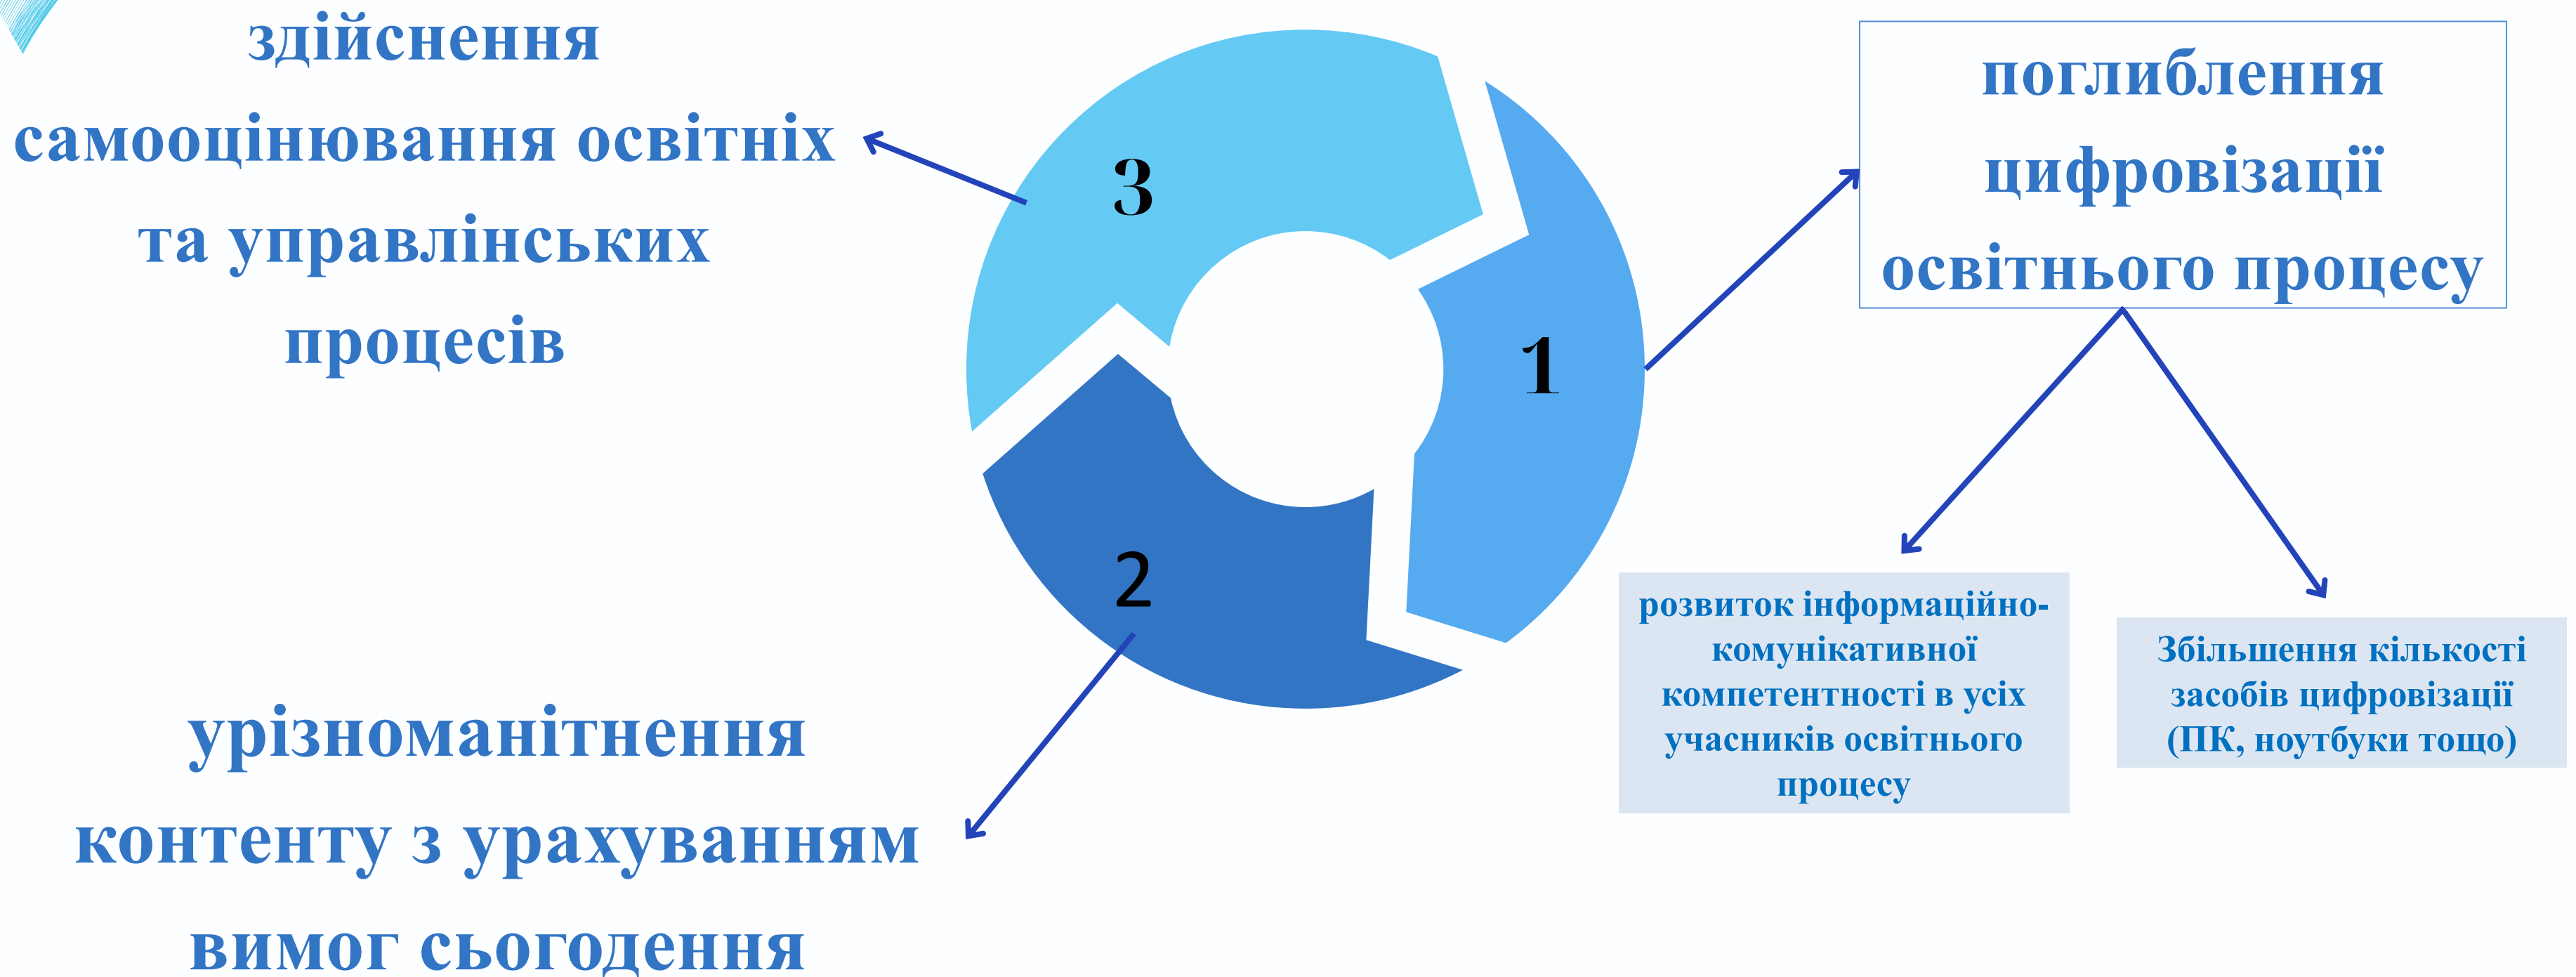 здійснення
самооцінювання освітніх
та управлінських
процесів
3
1
2
поглиблення
цифровізації
освітнього процесу
розвиток інформаційно-
комунікативної
компетентності в усіх
учасників освітнього
процесу
Збільшення кількості
засобів цифровізації
(ПК, ноутбуки тощо)
урізноманітнення
контенту з урахуванням
вимог сьогодення